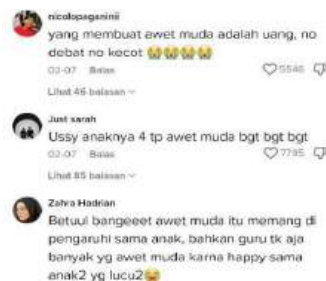 nicolopaganinii
yang membuat awet muda adalah uang, no
debat no kecot 😭😭😭😭
02-07 Balas 5546
Lihat 46 balasan
Just sarah
Ussy anaknya 4 tp awet muda bgt bgt bgt
02-07 Balas 7795
Lihat 85 balasan
Zahra Hadrian
Betuul bangeeet awet muda itu memang di
pengaruhi sama anak, bahkan guru tk aja
banyak yg awet muda karna happy sama
anak2 yg lucu2😂